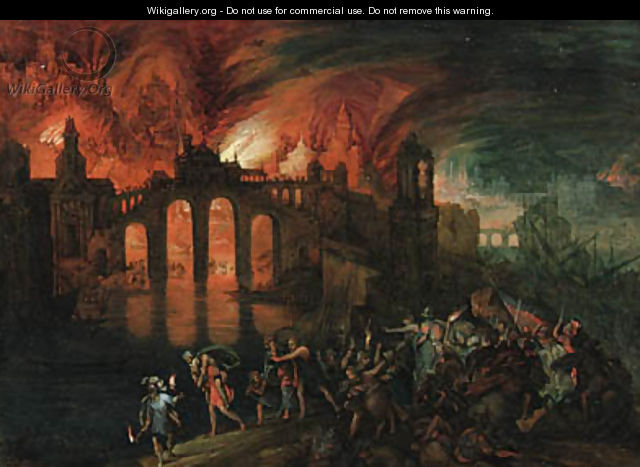 Wikigallery.org - Do not use for commercial use. Do not remove this warning.
WikiGallery.Org